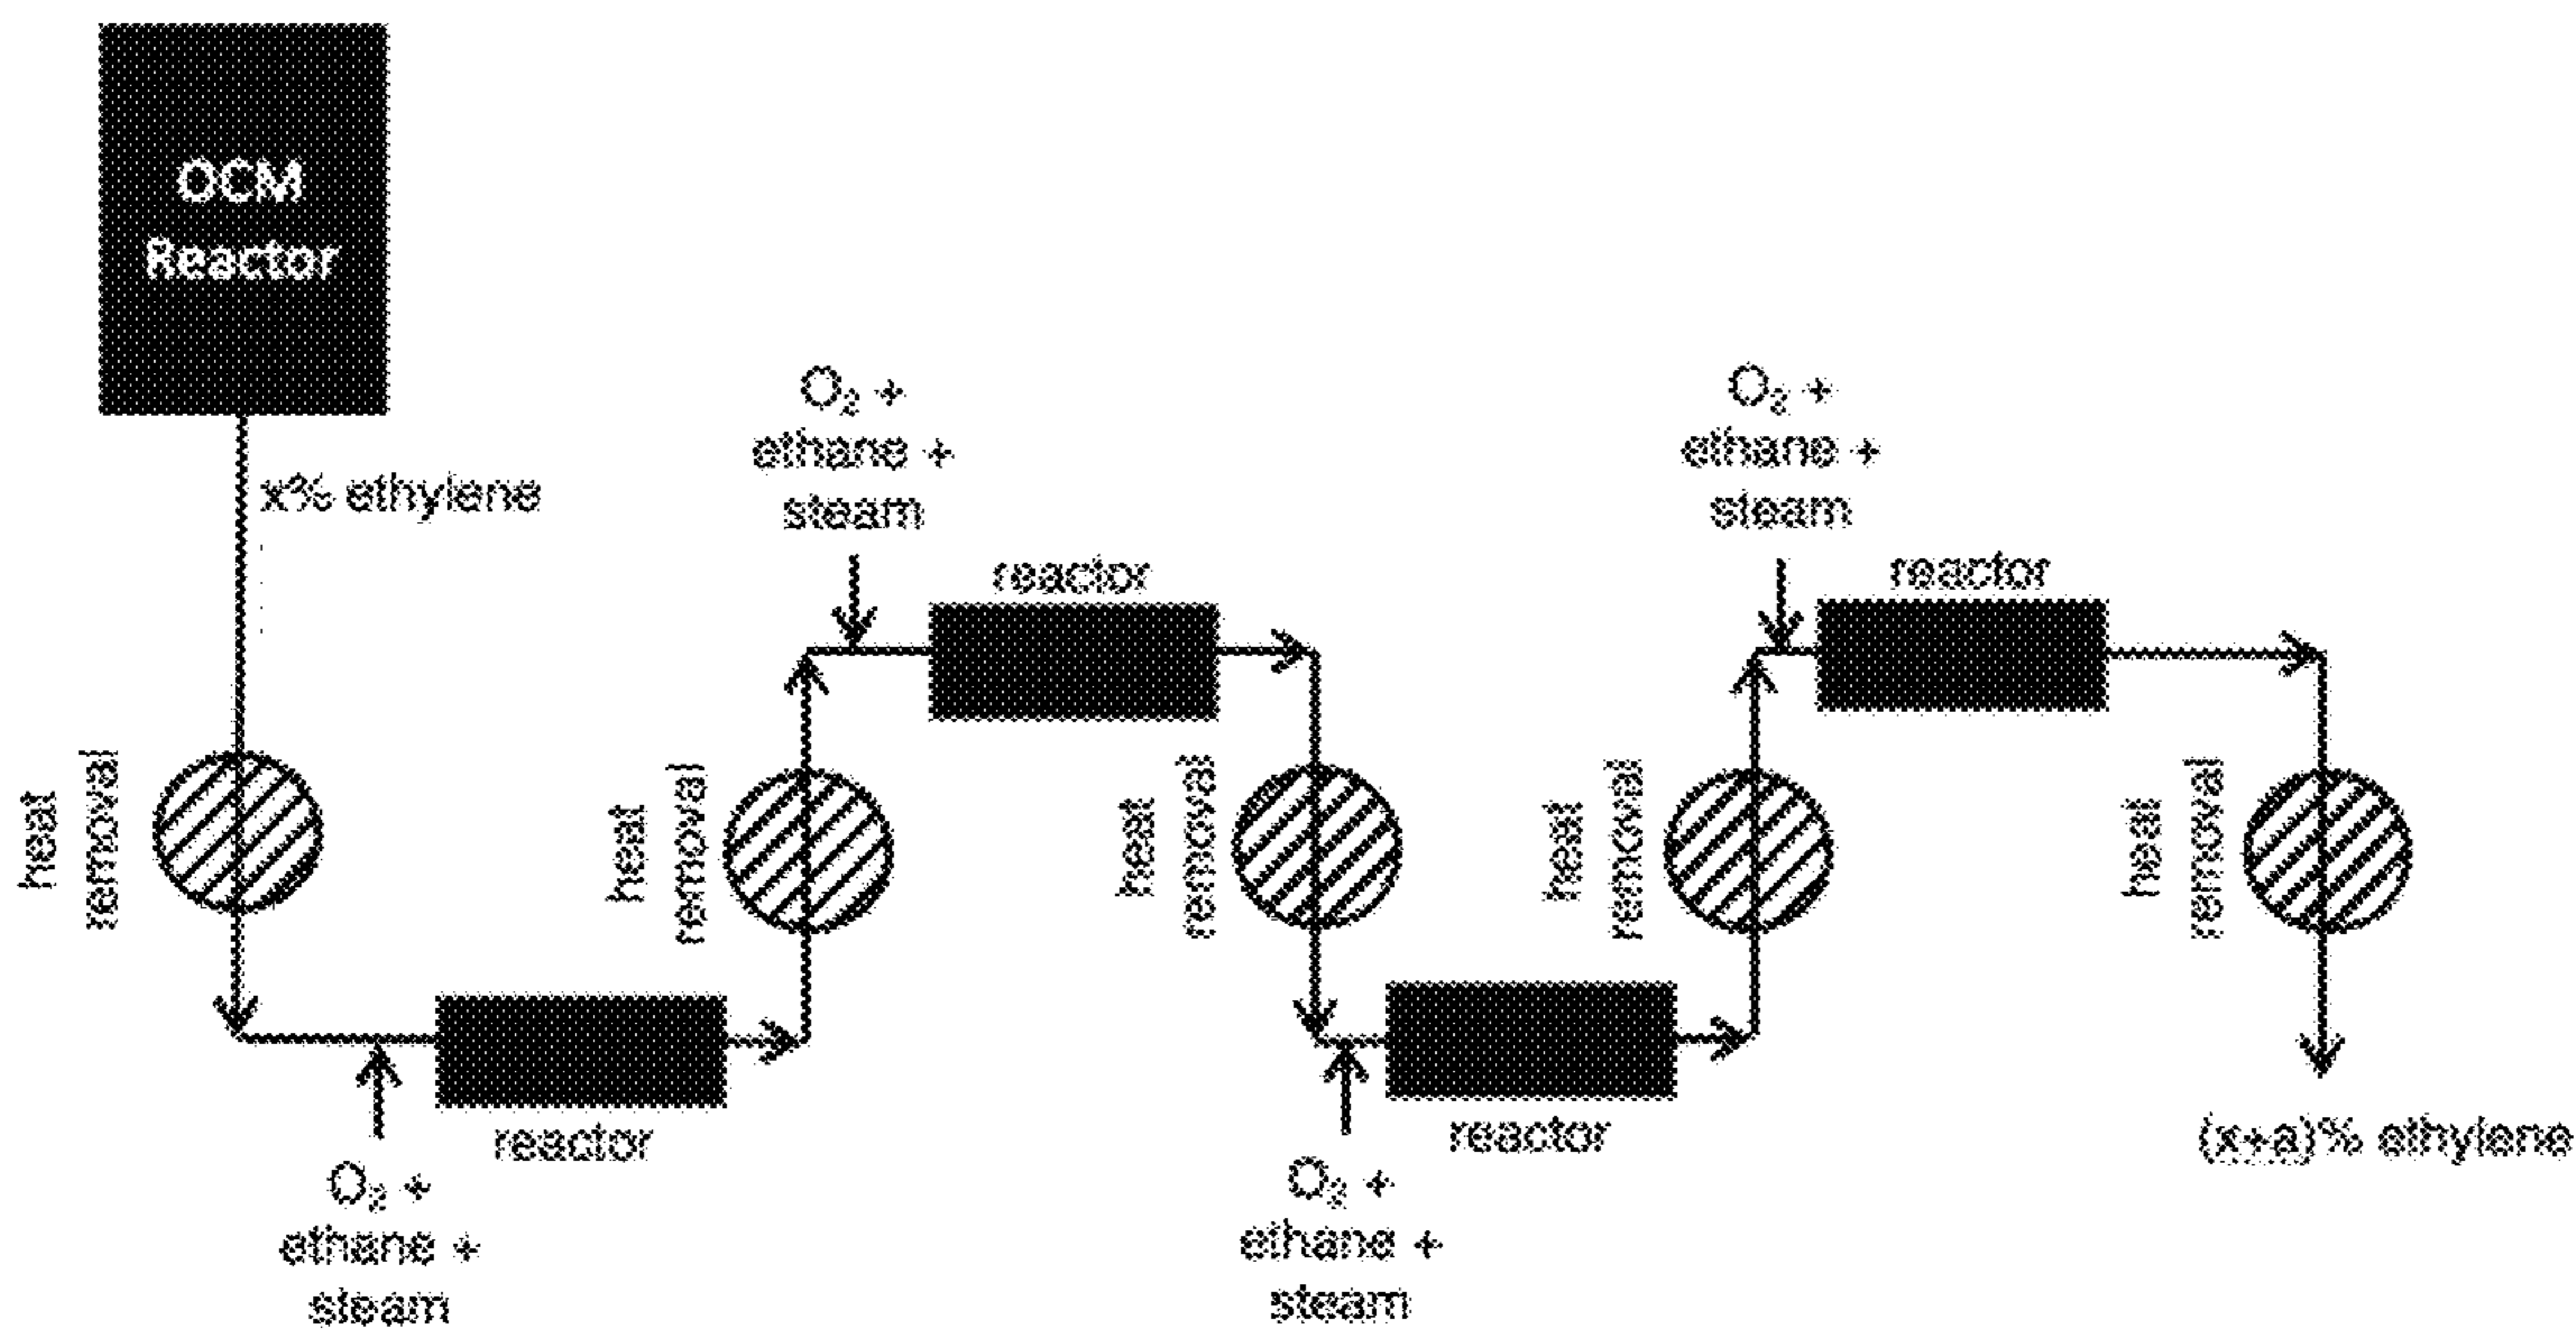 OCM
Reactor
x% ethylene
heat
removal
O₂ +
ethane +
steam
reactor
heat
removal
O₂ +
ethane +
steam
reactor
heat
removal
O₂ +
ethane +
steam
reactor
heat
removal
O₂ +
ethane +
steam
reactor
heat
removal
(x+a)% ethylene